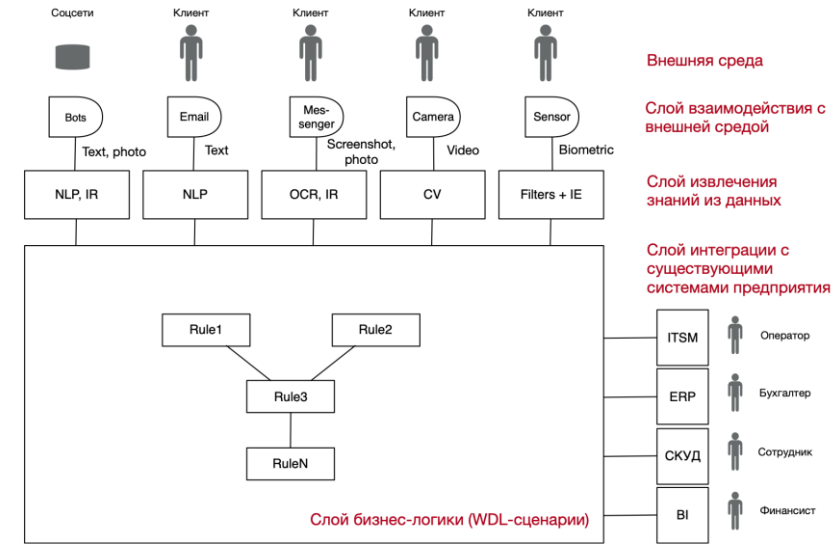 Соцсети
Клиент
Клиент
Клиент
Клиент
Внешняя среда
Bots
Email
Mes-
senger
Camera
Sensor
Слой взаимодействия с
внешней средой
Text, photo
Text
Screenshot,
photo
Video
Biometric
NLP, IR
NLP
OCR, IR
CV
Filters + IE
Слой извлечения
знаний из данных
Слой интеграции с
существующими
системами предприятия
Rule1
Rule2
Rule3
RuleN
ITSM
Оператор
ERP
Бухгалтер
СКУД
Сотрудник
BI
Финансист
Слой бизнес-логики (WDL-сценарии)